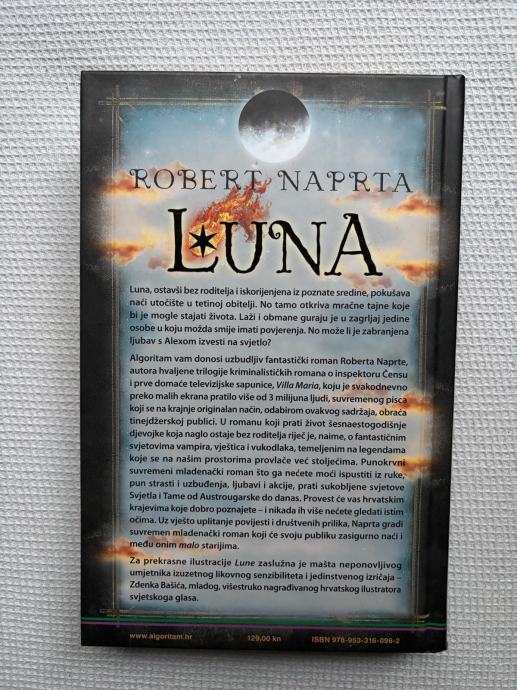 ROBERT NAPRTA
LUNA
Luna, ostavši bez roditelja i iskorijenjena iz poznate sredine, pokušava
naći utočište u tetinoj obitelji. No tamo otkriva mračne tajne koje
bi je mogle stajati života. Laži i obmane guraju je u zagrljaj jedine
osobe u koju možda smije imati povjerenja. No može li je zabranjena
ljubav s Alexom izvesti na svjetlo?
Algoritam vam donosi uzbudljiv fantastički roman Roberta Naprte,
autora hvaljene trilogije kriminalističkih romana o inspektoru Čensu
i prve domaće televizijske sapunice, Villa Maria, koju je svakodnevno
preko malih ekrana pratilo više od 3 milijuna ljudi, suvremenog pisca
koji se na krajnje originalan način, odabirom ovakvog sadržaja, obraća
tinejdžerskoj publici. U romanu koji prati život šesnaestogodišnje
djevojke koja naglo ostaje bez roditelja riječ je, naime, o fantastičnim
svjetovima vampira, vještica i vukodlaka, temeljenim na legendama
koje se na našim prostorima provlače već stoljećima. Punokrvni
suvremeni mladenački roman što ga nećete moći ispustiti iz ruke,
pun strasti i uzbuđenja, ljubavi i akcije, prati sukobljene svjetove
Svjetla i Tame od Austrougarske do danas. Provest će vas hrvatskim
krajevima koje dobro poznajete – i nikada ih više nećete gledati istim
očima. Uz vješto uplitanje povijesti i društvenih prilika, Naprta gradi
suvremen mladenački roman koji će svoju publiku zasigurno naći i
među onim malo starijima.
Za prekrasne ilustracije Lune zaslužna je mašta neponovljivog
umjetnika izuzetnog likovnog senzibiliteta i jedinstvenog izričaja –
Zdenka Bašića, mladog, višestruko nagrađivanog hrvatskog ilustratora
svjetskoga glasa.
www.algoritam.hr 129,00 kn ISBN 978-953-316-096-2